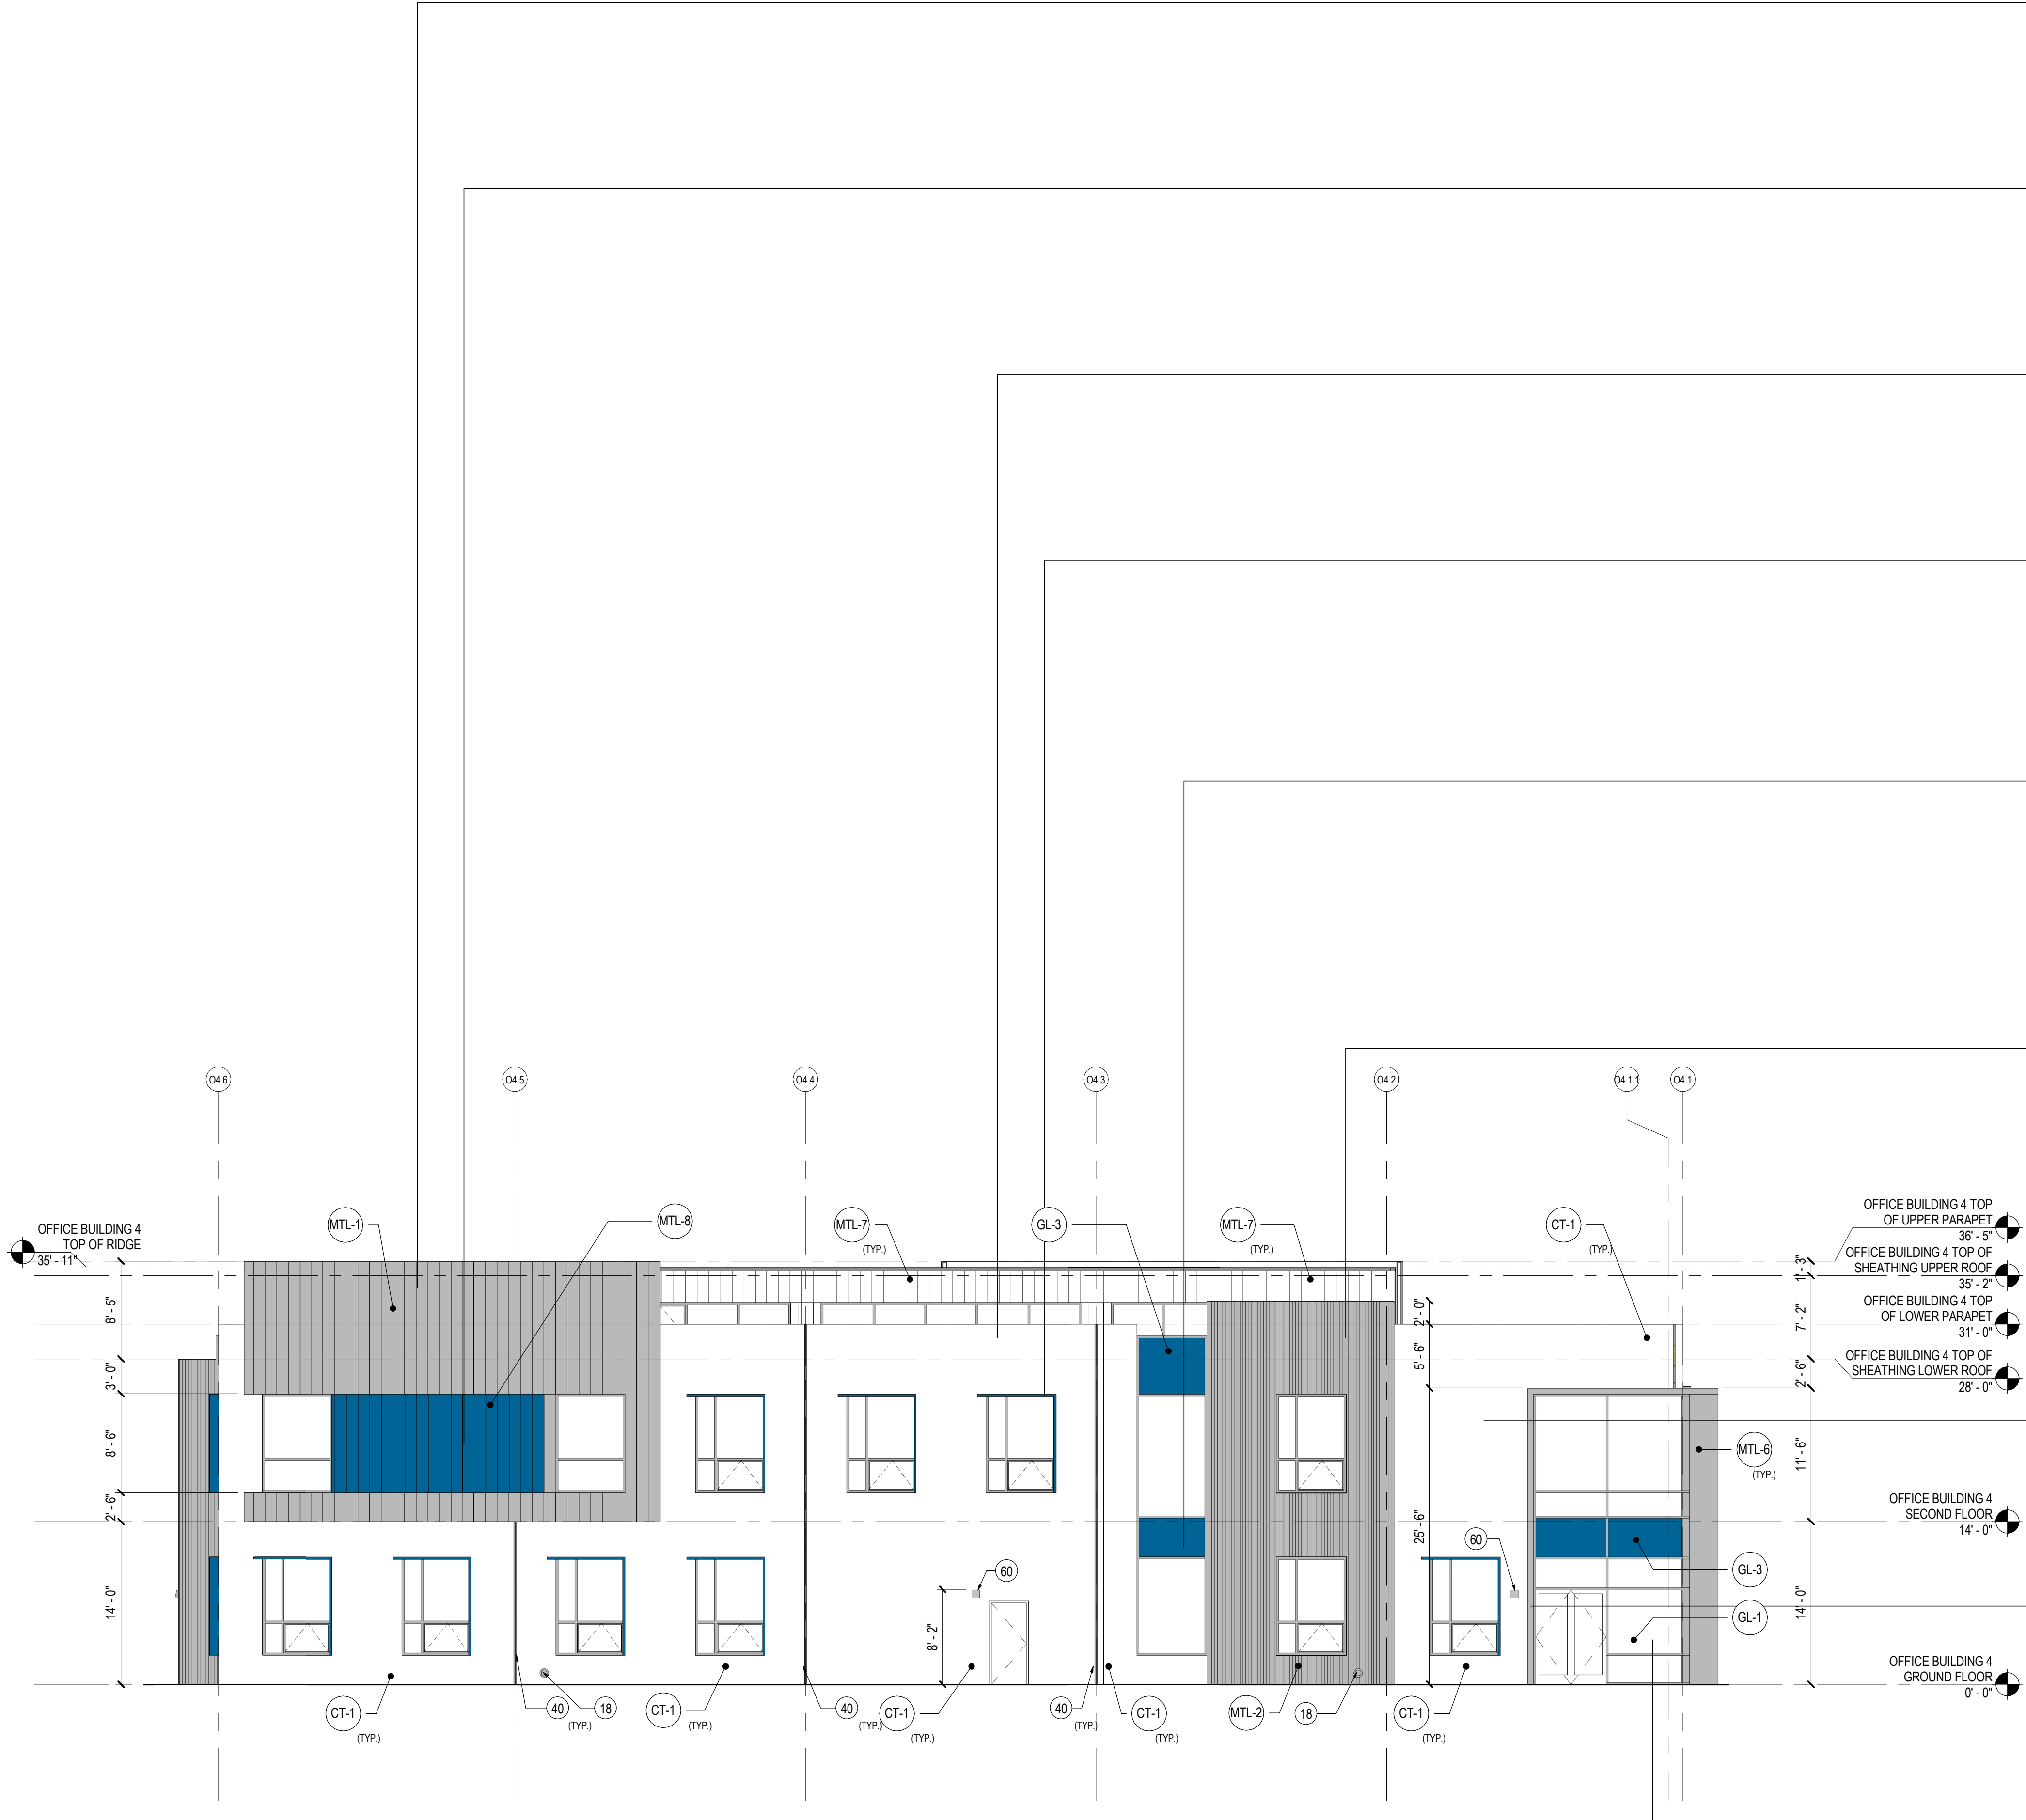 O4.6
O4.5
O4.4
O4.3
O4.2
O4.1.1
O4.1
OFFICE BUILDING 4
TOP OF RIDGE
35' - 11"
MTL-1
MTL-8
MTL-7
(TYP.)
GL-3
MTL-7
(TYP.)
CT-1
(TYP.)
OFFICE BUILDING 4 TOP
OF UPPER PARAPET
36' - 5"
OFFICE BUILDING 4 TOP OF
SHEATHING UPPER ROOF
35' - 2"
OFFICE BUILDING 4 TOP
OF LOWER PARAPET
31' - 0"
OFFICE BUILDING 4 TOP OF
SHEATHING LOWER ROOF
28' - 0"
8' - 5"
3' - 0"
8' - 6"
2' - 6"
14' - 0"
2' - 0"
5' - 6"
25' - 6"
1' - 3"
7' - 2"
2' - 6"
11' - 6"
14' - 0"
MTL-6
(TYP.)
OFFICE BUILDING 4
SECOND FLOOR
14' - 0"
60
60
8' - 2"
GL-3
GL-1
OFFICE BUILDING 4
GROUND FLOOR
0' - 0"
CT-1
(TYP.)
40
18
(TYP.)
CT-1
(TYP.)
40
(TYP.)
CT-1
(TYP.)
40
(TYP.)
CT-1
(TYP.)
MTL-2
18
CT-1
(TYP.)